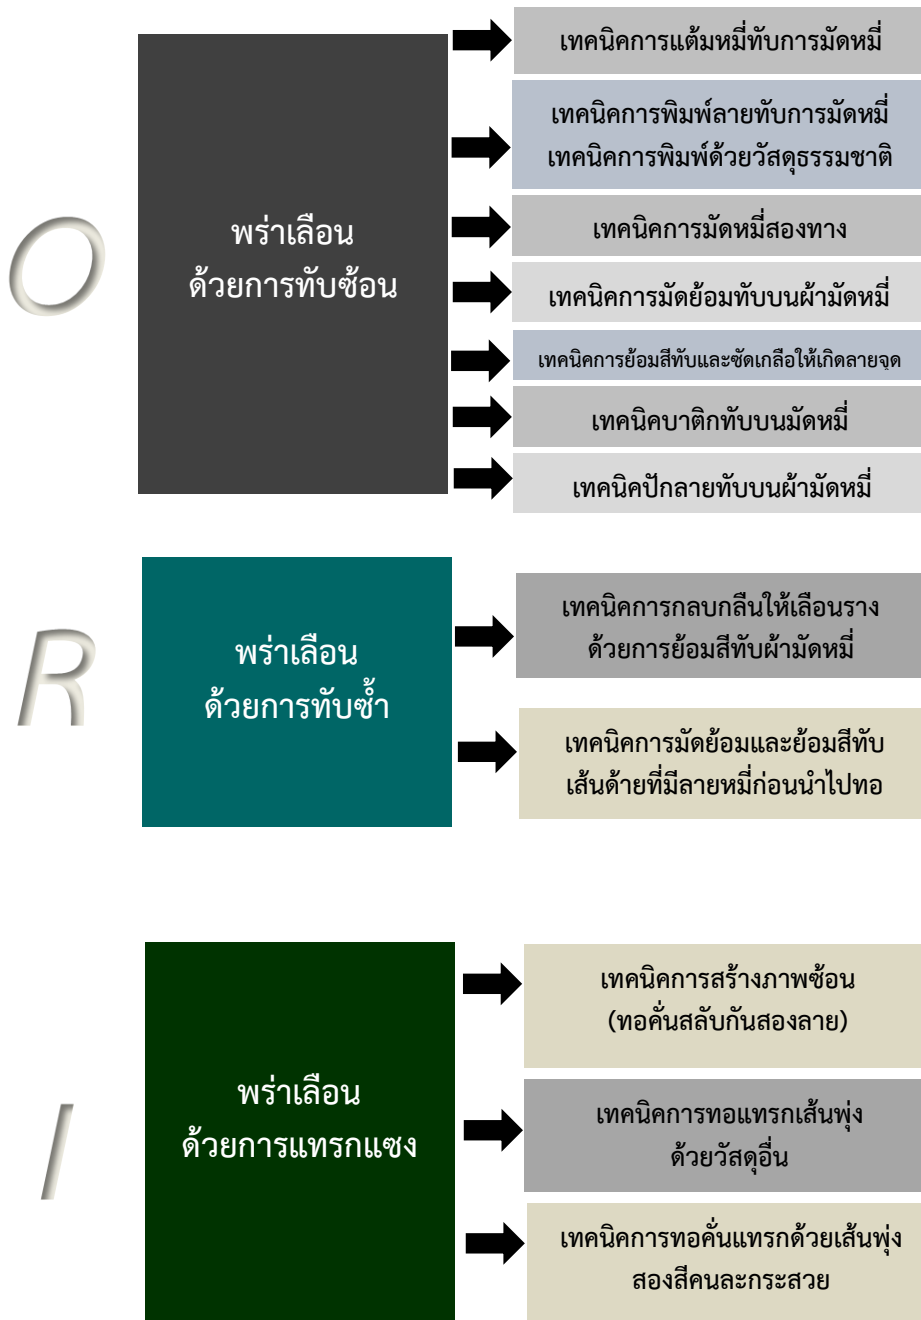 O
พร่าเลือน
ด้วยการทับซ้อน
เทคนิคการแต้มหมี่ทับการมัดหมี่
เทคนิคการพิมพ์ลายทับการมัดหมี่
เทคนิคการพิมพ์ด้วยวัสดุธรรมชาติ
เทคนิคการมัดหมี่สองทาง
เทคนิคการมัดย้อมทับบนผ้ามัดหมี่
เทคนิคการย้อมสีทับและซัดเกลือให้เกิดลายจุด
เทคนิคบาติกทับบนมัดหมี่
เทคนิคปักลายทับบนผ้ามัดหมี่
R
พร่าเลือน
ด้วยการทับซ้ำ
เทคนิคการกลบกลืนให้เลือนราง
ด้วยการย้อมสีทับผ้ามัดหมี่
เทคนิคการมัดย้อมและย้อมสีทับ
เส้นด้ายที่มีลายหมี่ก่อนนำไปทอ
I
พร่าเลือน
ด้วยการแทรกแซง
เทคนิคการสร้างภาพซ้อน
(ทอคั่นสลับกันสองลาย)
เทคนิคการทอแทรกเส้นพุ่ง
ด้วยวัสดุอื่น
เทคนิคการทอคั่นแทรกด้วยเส้นพุ่ง
สองสีคนละกระสวย